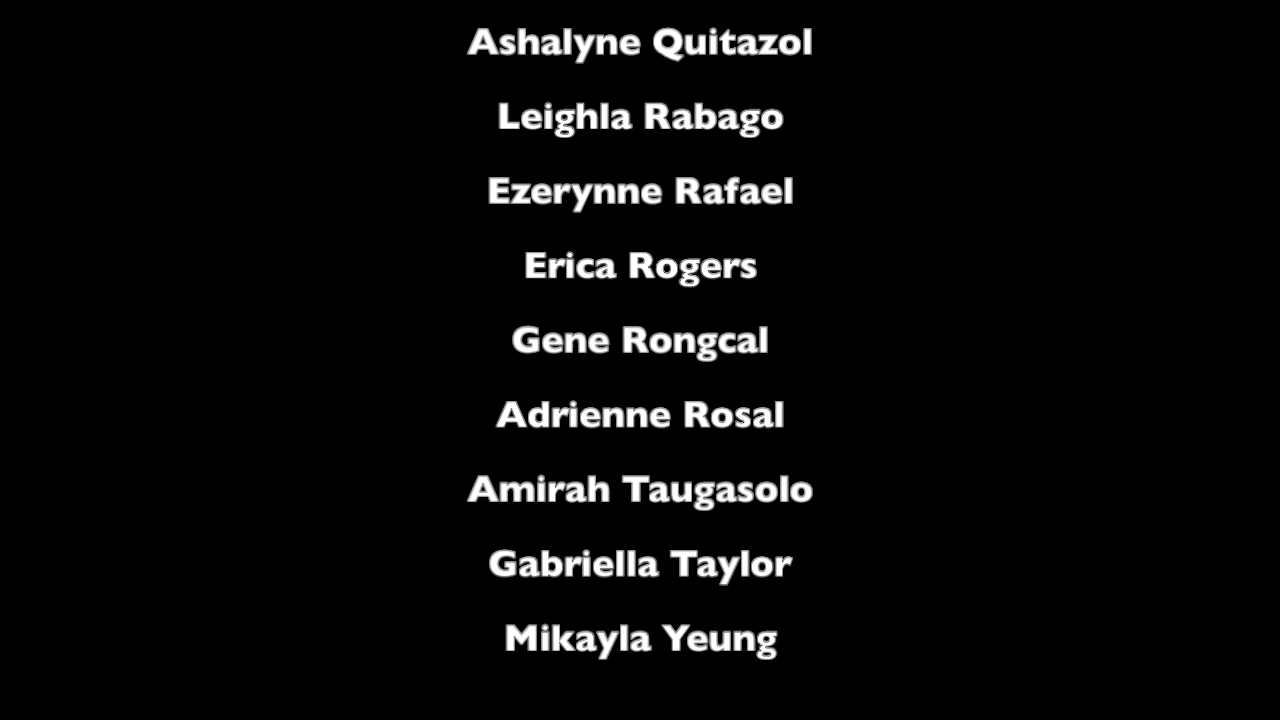 Ashalyne Quitazol
Leighla Rabago
Ezerynne Rafael
Erica Rogers
Gene Rongcal
Adrienne Rosal
Amirah Taugasolo
Gabriella Taylor
Mikayla Yeung